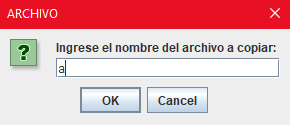 ARCHIVO
Ingrese el nombre del archivo a copiar:
a
OK Cancel